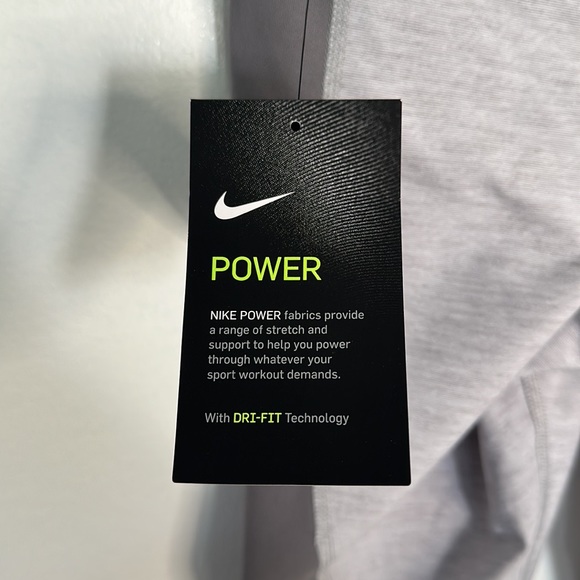 POWER
NIKE POWER fabrics provide
a range of stretch and
support to help you power
through whatever your
sport workout demands.
With DRI-FIT Technology